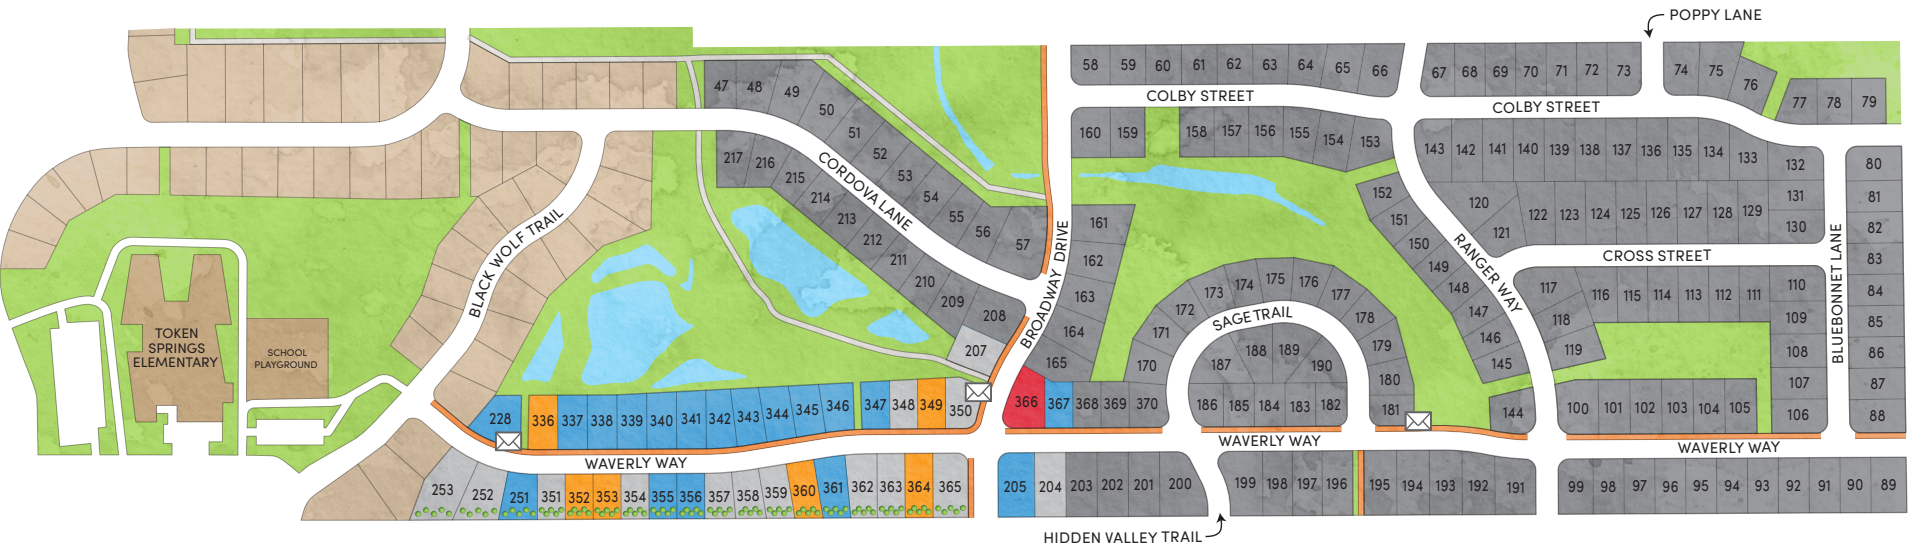 POPPY LANE
58 59 60 61 62 63 64 65 66
67 68 69 70 71 72 73
74 75 76
77 78 79
COLBY STREET
COLBY STREET
47 48 49 50 51 52 53 54 55 56 57
CORDOVA LANE
217 216 215 214 213 212 211 210 209 208
207
160 159
158 157 156 155 154 153
143 142 141 140 139 138 137 136 135 134 133 132
131
130
120
121
122 123 124 125 126 127 128 129
CROSS STREET
80
81
82
83
84
85
86
87
88
BLUEBONNET LANE
152
151
150
149
148
147
146
145
144
RANGER WAY
117
118
119
116 115 114 113 112 111
110
109
108
107
106
100 101 102 103 104 105
BROADWAY DRIVE
161
162
163
164
165
170 171 172 173 174 175 176 177 178 179 180 181
SAGE TRAIL
187 188 189 190
186 185 184 183 182
BLACK WOLF TRAIL
TOKEN
SPRINGS
ELEMENTARY
SCHOOL
PLAYGROUND
228
336 337 338 339 340 341 342 343 344 345 346
347 348 349 350
366 367 368 369 370
WAVERLY WAY
WAVERLY WAY
WAVERLY WAY
253 252 251 351 352 353 354 355 356 357 358 359 360 361 362 363 364 365
205 204 203 202 201 200
199 198 197 196
195 194 193 192 191
99 98 97 96 95 94 93 92 91 90 89
HIDDEN VALLEY TRAIL